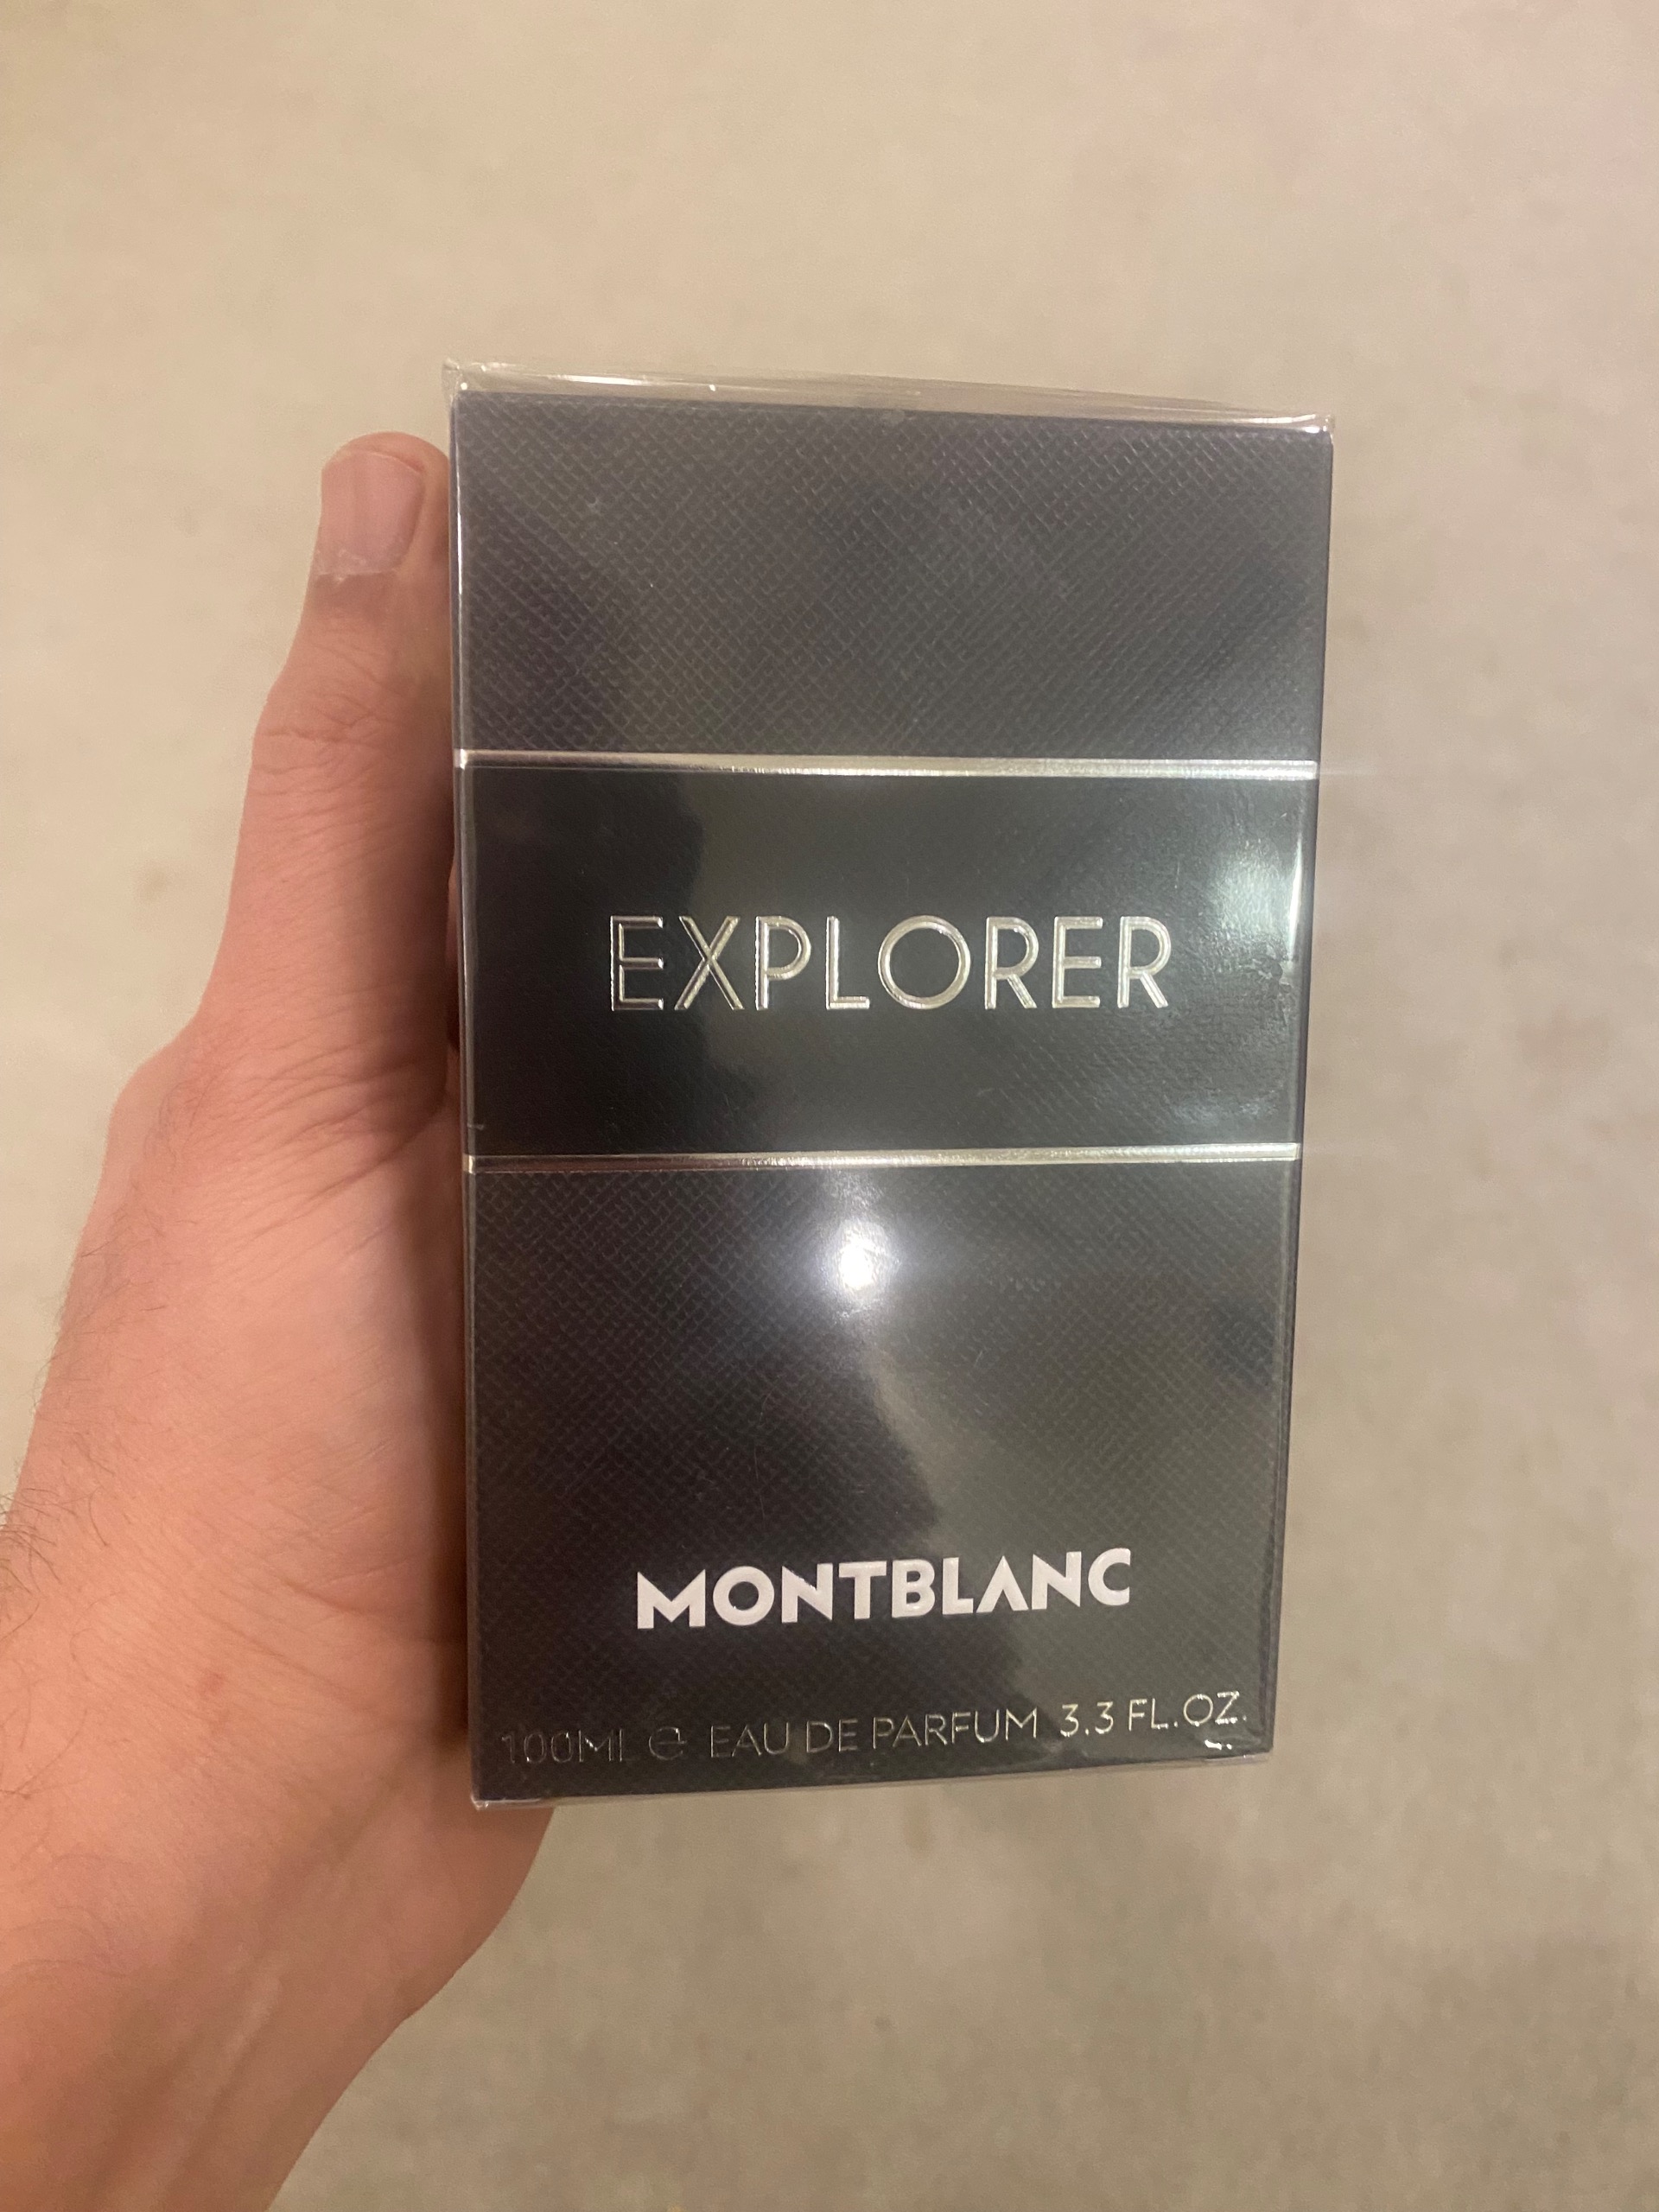 EXPLORER
MONTBLANC
100ML ℮ EAU DE PARFUM 3.3 FL.OZ.